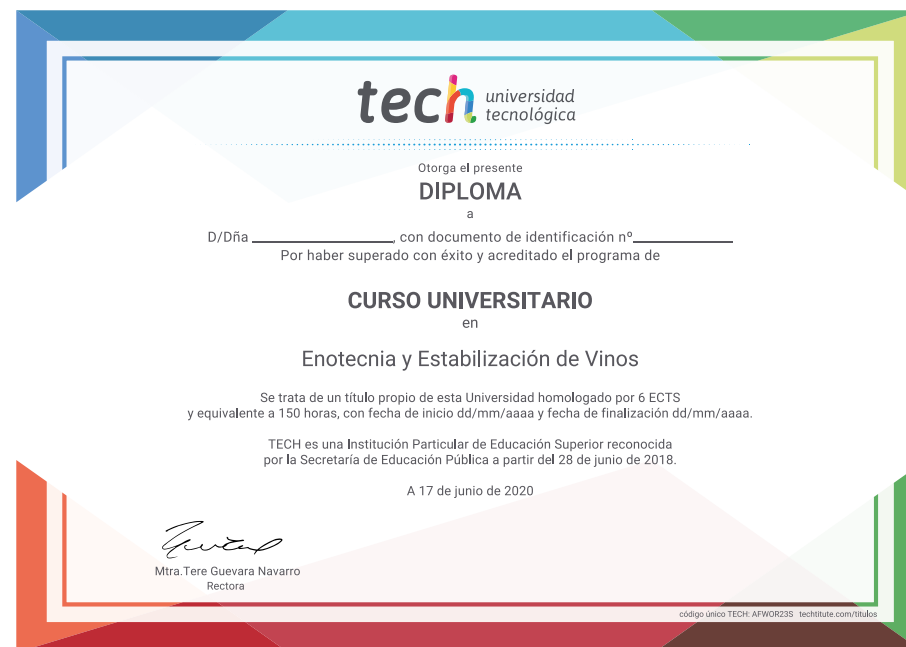 tech universidad
tecnológica
Otorga el presente
DIPLOMA
a
D/Dña ____________________, con documento de identificación nº______________
Por haber superado con éxito y acreditado el programa de
CURSO UNIVERSITARIO
en
Enotecnia y Estabilización de Vinos
Se trata de un título propio de esta Universidad homologado por 6 ECTS
y equivalente a 150 horas, con fecha de inicio dd/mm/aaaa y fecha de finalización dd/mm/aaaa.
TECH es una Institución Particular de Educación Superior reconocida
por la Secretaría de Educación Pública a partir del 28 de junio de 2018.
A 17 de junio de 2020
Mtra.Tere Guevara Navarro
Rectora
código único TECH: AFWOR23S techtitute.com/titulos